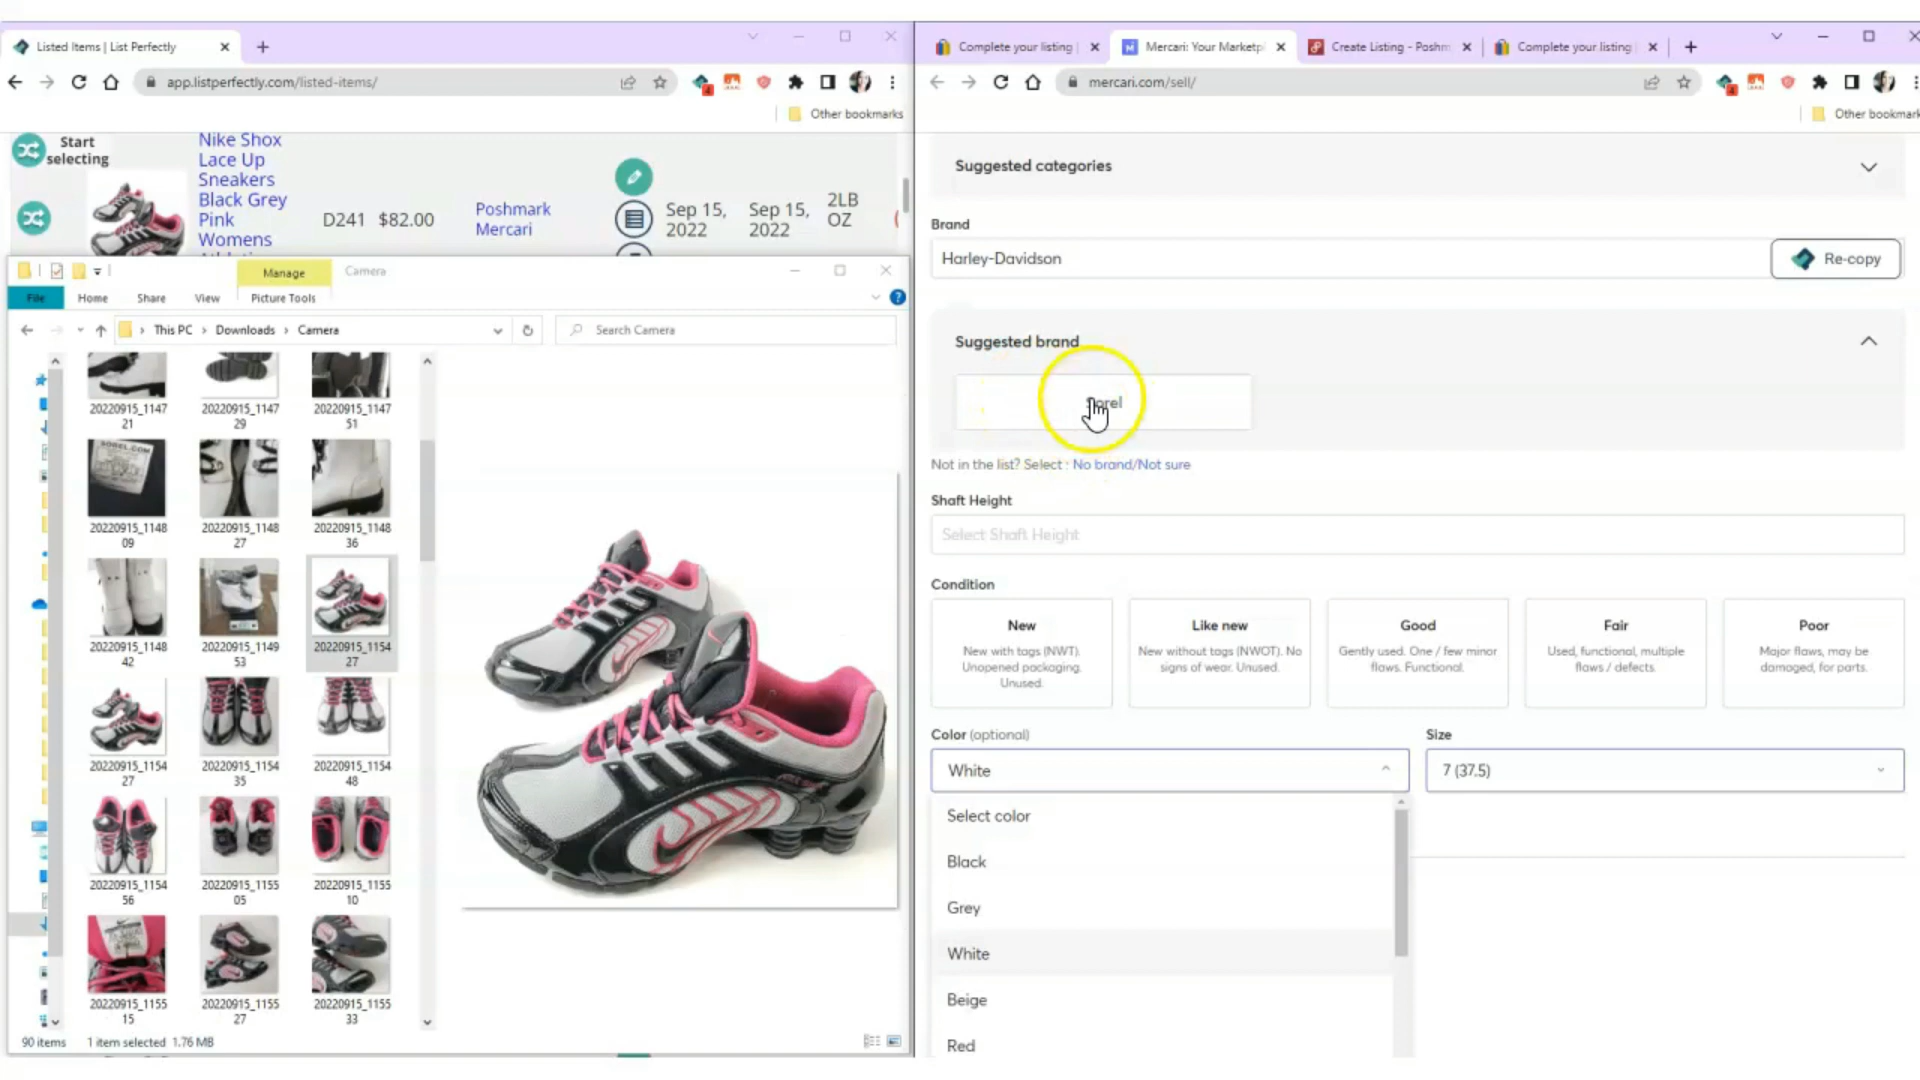 Listed Items | List Perfectly
app.listperfectly.com/listed-items/
Other bookmarks
Start
selecting
Nike Shox
Lace Up
Sneakers
Black Grey
Pink
Womens
D241 $82.00
Poshmark
Mercari
Sep 15,
2022
Sep 15,
2022
2LB
OZ
Manage
Camera
File
Home
Share
View
Picture Tools
This PC
Downloads
Camera
Search Camera
20220915_1147
21
20220915_1147
29
20220915_1147
51
20220915_1148
09
20220915_1148
27
20220915_1148
36
20220915_1148
42
20220915_1149
53
20220915_1154
27
20220915_1154
27
20220915_1154
35
20220915_1154
48
20220915_1154
56
20220915_1155
05
20220915_1155
10
20220915_1155
15
20220915_1155
27
20220915_1155
33
90 items
1 item selected 1.76 MB
Complete your listing |
Mercari: Your Marketpl
Create Listing - Poshm
Complete your listing
mercari.com/sell/
Other bookmark
Suggested categories
Brand
Harley-Davidson
Re-copy
Suggested brand
Not in the list? Select : No brand/Not sure
Shaft Height
Select Shaft Height
Condition
New
New with tags (NWT).
Unopened packaging.
Unused.
Like new
New without tags (NWOT). No
signs of wear. Unused.
Good
Gently used. One / few minor
flaws. Functional.
Fair
Used, functional, multiple
flaws / defects.
Poor
Major flaws, may be
damaged, for parts.
Color (optional)
White
Size
7 (37.5)
Select color
Black
Grey
White
Beige
Red